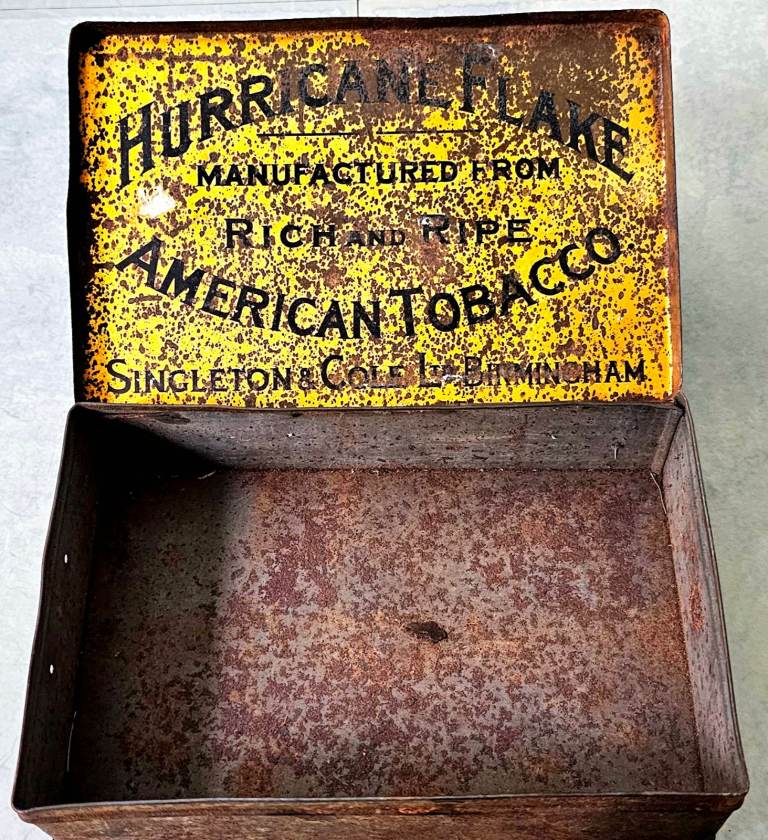 HURRICANE FLAKE
MANUFACTURED FROM
RICH AND RIPE
AMERICAN TOBACCO
SINGLETON & COLE LTD BIRMINGHAM